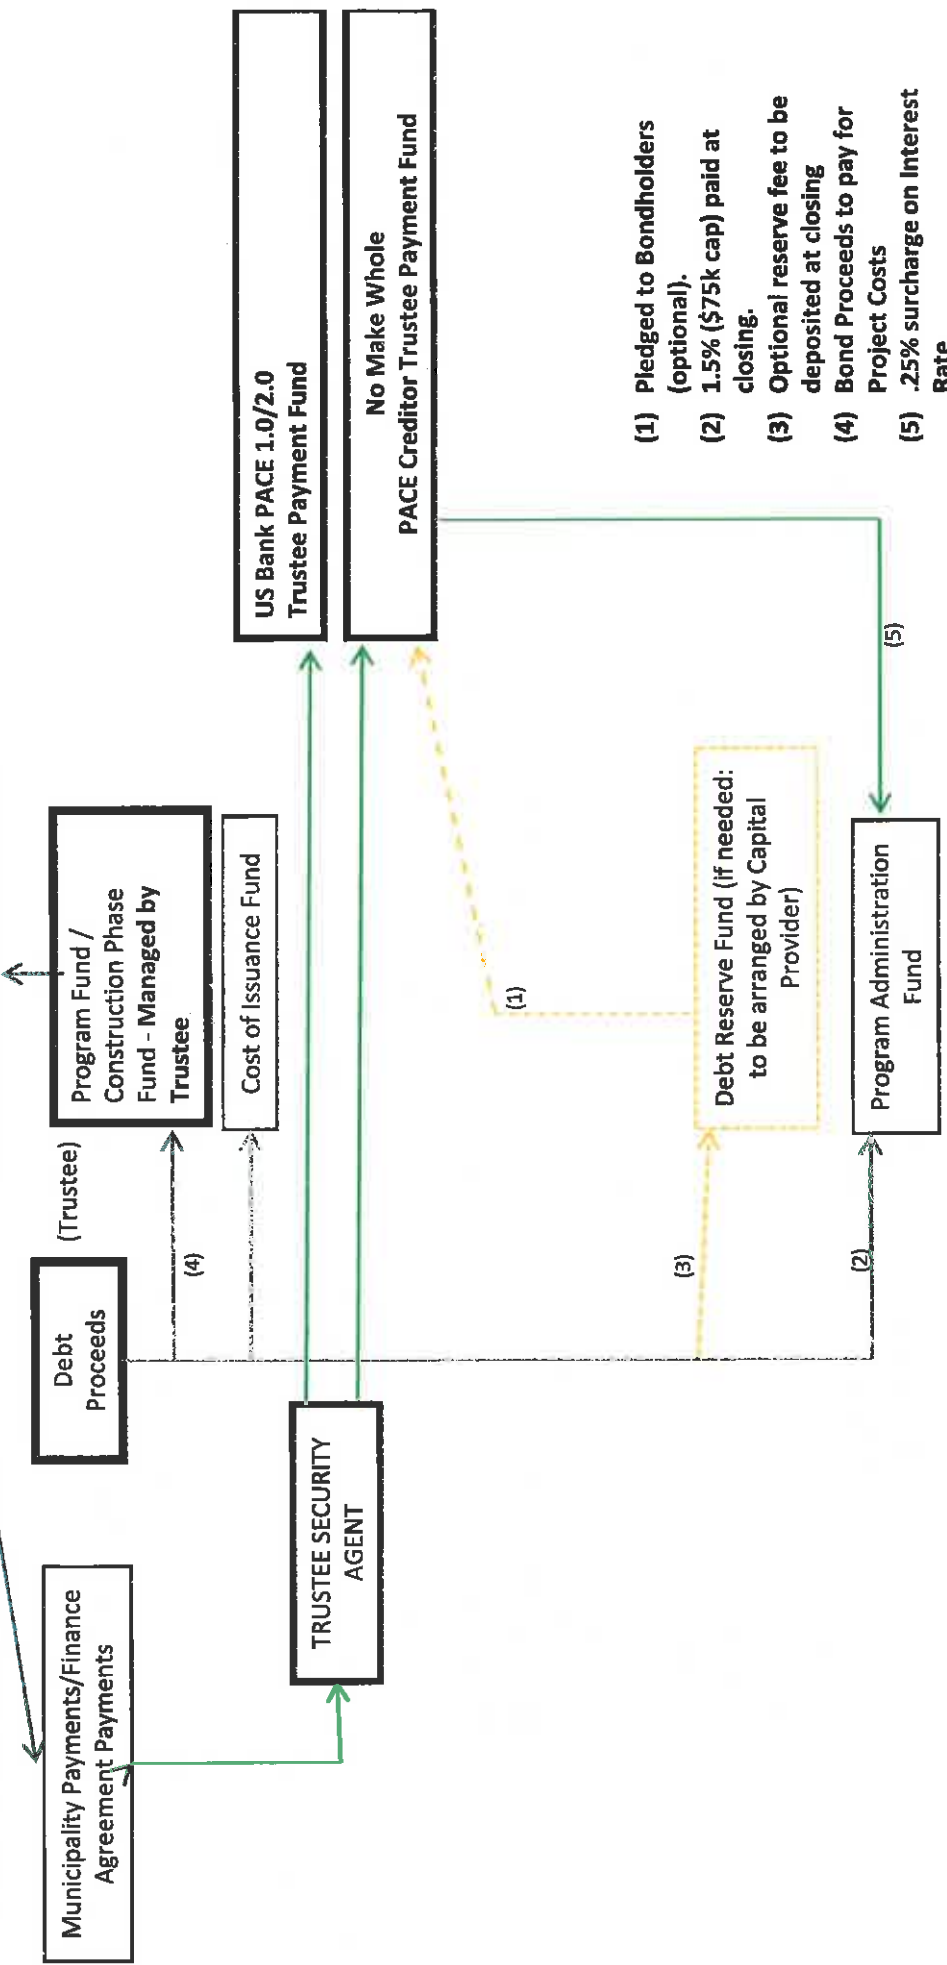 Municipality Payments/Finance
Agreement Payments
Debt
Proceeds
(Trustee)
Program Fund /
Construction Phase
Fund - Managed by
Trustee
(4)
Cost of Issuance Fund
TRUSTEE SECURITY
AGENT
US Bank PACE 1.0/2.0
Trustee Payment Fund
No Make Whole
PACE Creditor Trustee Payment Fund
(1)
(3)
Debt Reserve Fund (if needed:
to be arranged by Capital
Provider)
(5)
(2)
Program Administration
Fund
(1) Pledged to Bondholders
(optional).
(2) 1.5% ($75k cap) paid at
closing.
(3) Optional reserve fee to be
deposited at closing
(4) Bond Proceeds to pay for
Project Costs
(5) .25% surcharge on Interest
Rate